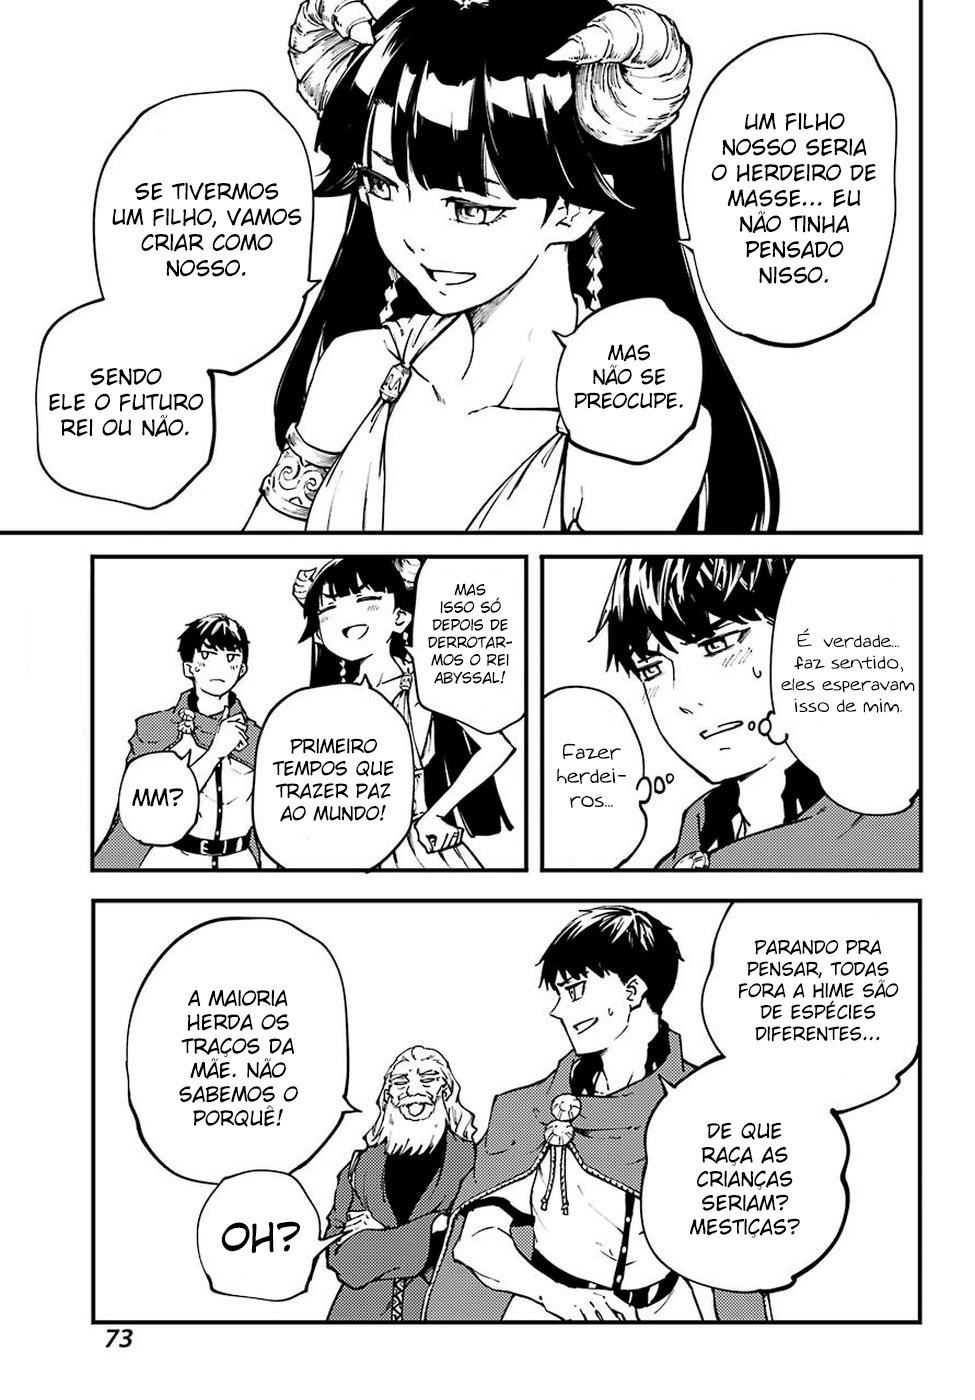 UM FILHO
NOSSO SERIA
O HERDEIRO DE
MASSE... EU
NÃO TINHA
PENSADO
NISSO.
MAS
NÃO SE
PREOCUPE.
SE TIVERMOS
UM FILHO, VAMOS
CRIAR COMO
NOSSO.
SENDO
ELE O FUTURO
REI OU NÃO.
É verdade...
faz sentido,
eles esperavam
isso de mim.
Fazer
herdei-
ros...
MAS
ISSO SÓ
DEPOIS DE
DERROTAR-
MOS O REI
ABYSSAL!
PRIMEIRO
TEMPOS QUE
TRAZER PAZ
AO MUNDO!
MM?
PARANDO PRA
PENSAR, TODAS
FORA A HIME SÃO
DE ESPÉCIES
DIFERENTES...
DE QUE
RAÇA AS
CRIANÇAS
SERIAM?
MESTIÇAS?
A MAIORIA
HERDA OS
TRAÇOS DA
MÃE. NÃO
SABEMOS O
PORQUÊ!
OH?
73